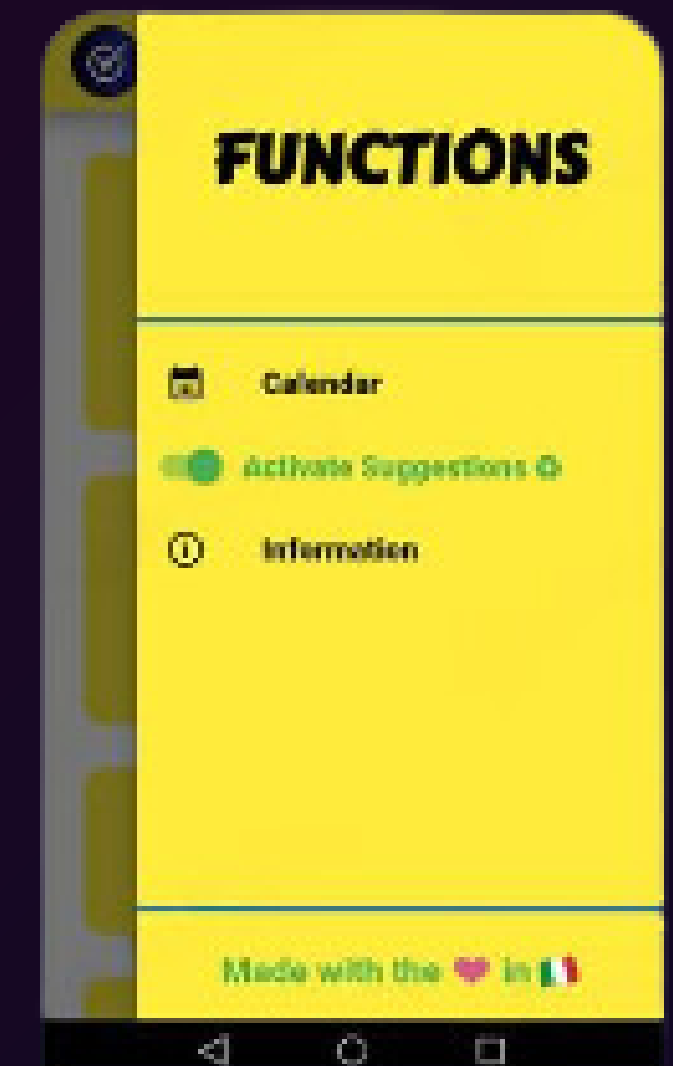 FUNCTIONS
Calendar
Activate Suggestions ♻
Information
Made with the ❤ in 🇮🇹